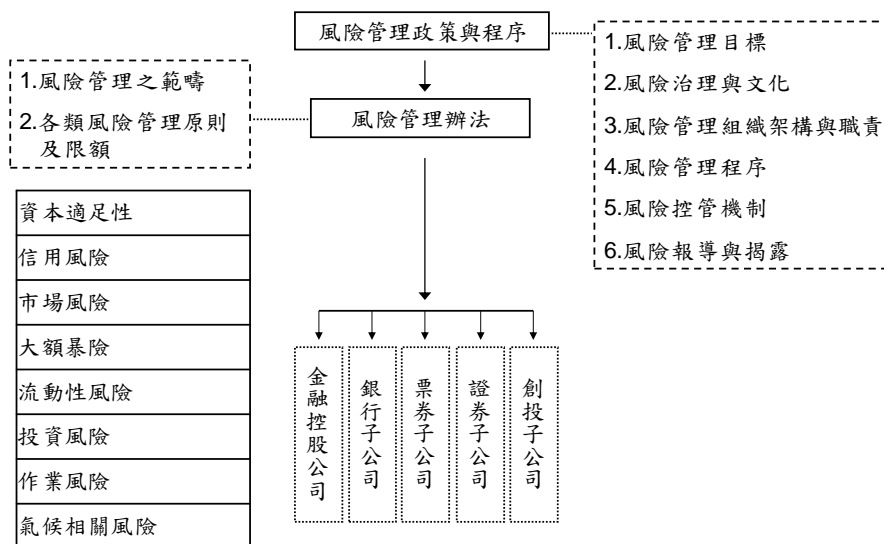 風險管理政策與程序
1.風險管理目標
2.風險治理與文化
3.風險管理組織架構與職責
4.風險管理程序
5.風險控管機制
6.風險報導與揭露
1.風險管理之範疇
2.各類風險管理原則
及限額
風險管理辦法
資本適足性
信用風險
市場風險
大額暴險
流動性風險
投資風險
作業風險
氣候相關風險
金融控股公司
銀行子公司
票券子公司
證券子公司
創投子公司